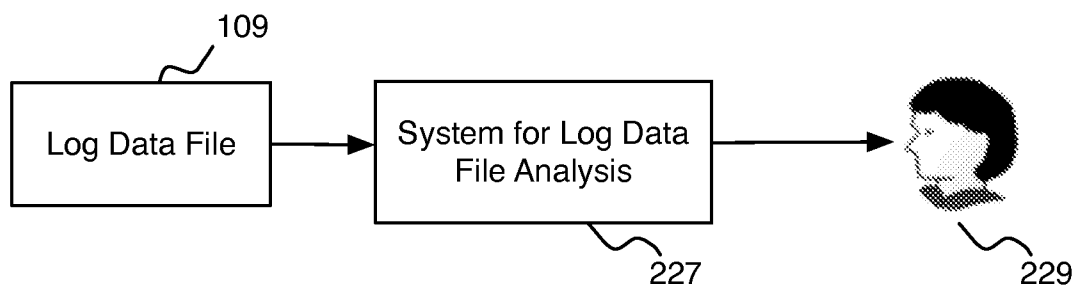 109
Log Data File
System for Log Data
File Analysis
227
229